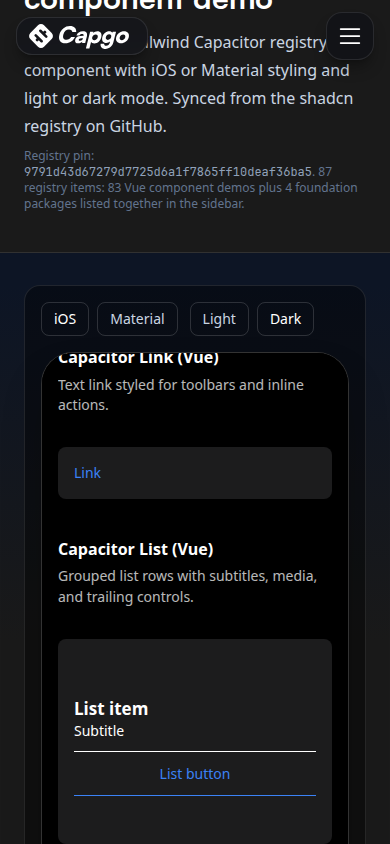 component demo
Capgo
lwind Capacitor registry
component with iOS or Material styling and
light or dark mode. Synced from the shadcn
registry on GitHub.
Registry pin:
9791d43d67279d7725d6a1f7865ff10deaf36ba5. 87
registry items: 83 Vue component demos plus 4 foundation
packages listed together in the sidebar.
iOS Material Light Dark
Capacitor Link (Vue)
Text link styled for toolbars and inline
actions.
Link
Capacitor List (Vue)
Grouped list rows with subtitles, media,
and trailing controls.
List item
Subtitle
List button